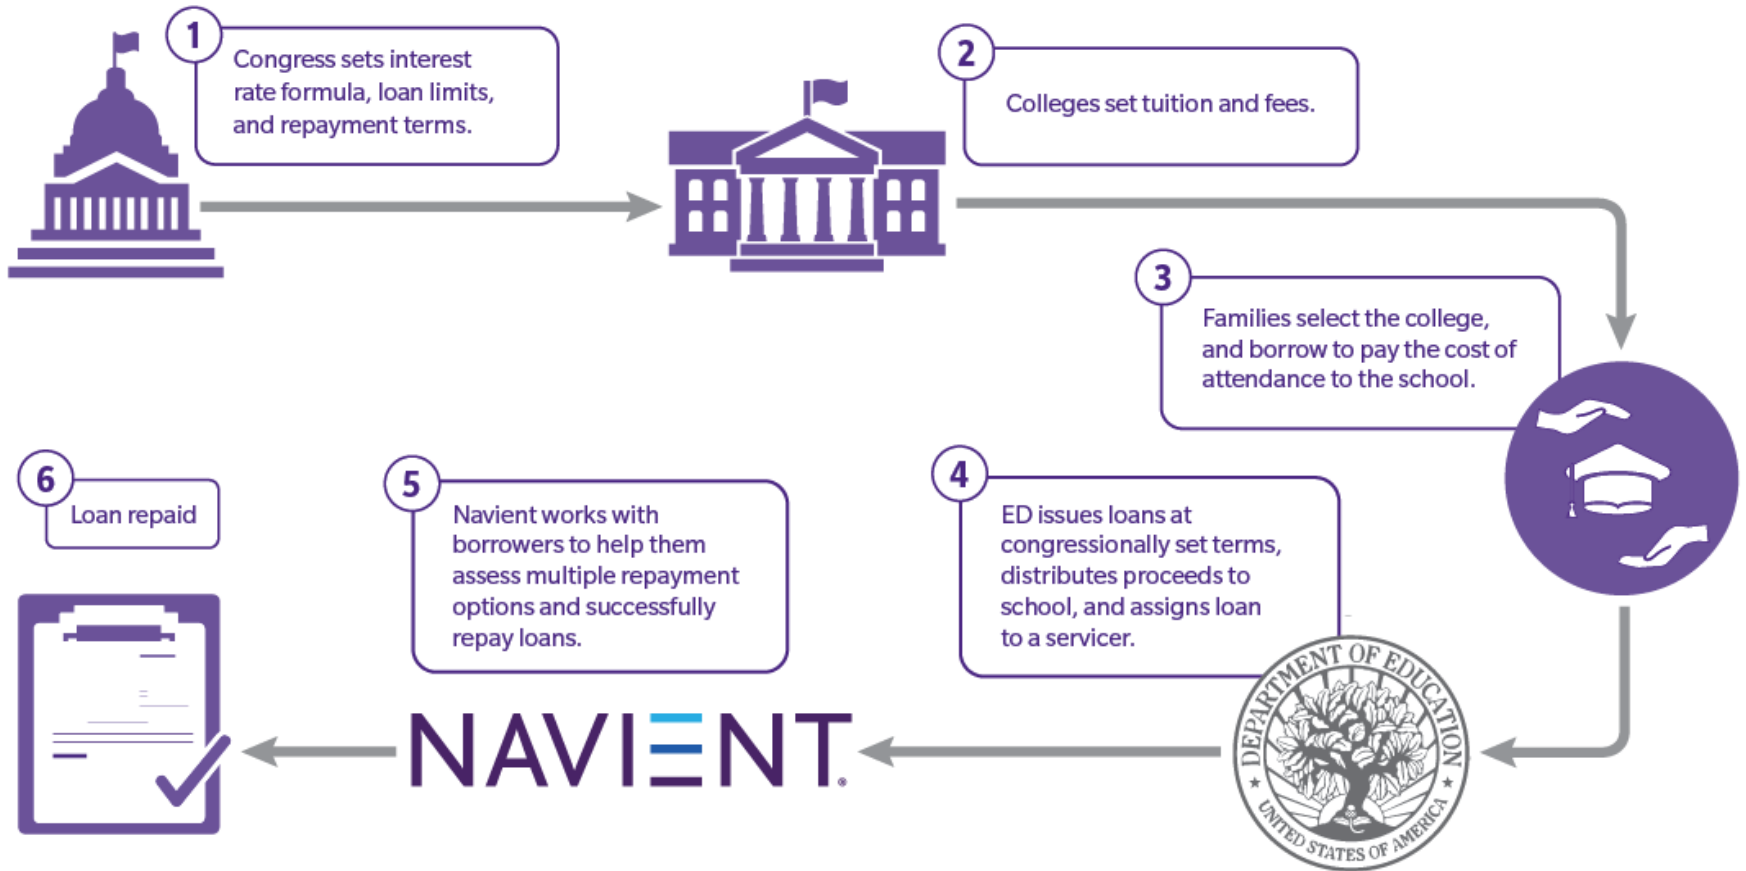 1
Congress sets interest
rate formula, loan limits,
and repayment terms.
2
Colleges set tuition and fees.
3
Families select the college,
and borrow to pay the cost of
attendance to the school.
4
ED issues loans at
congressionally set terms,
distributes proceeds to
school, and assigns loan
to a servicer.
DEPARTMENT OF EDUCATION
UNITED STATES OF AMERICA
5
Navient works with
borrowers to help them
assess multiple repayment
options and successfully
repay loans.
NAVIENT®
6
Loan repaid